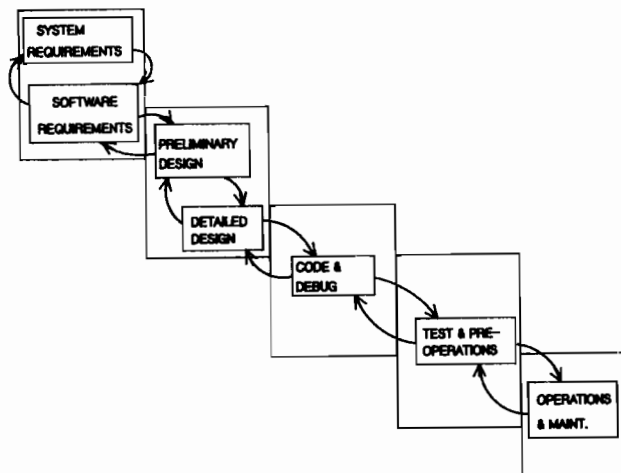 SYSTEM
REQUIREMENTS
SOFTWARE
REQUIREMENTS
PRELIMINARY
DESIGN
DETAILED
DESIGN
CODE &
DEBUG
TEST & PRE-
OPERATIONS
OPERATIONS
& MAINT.